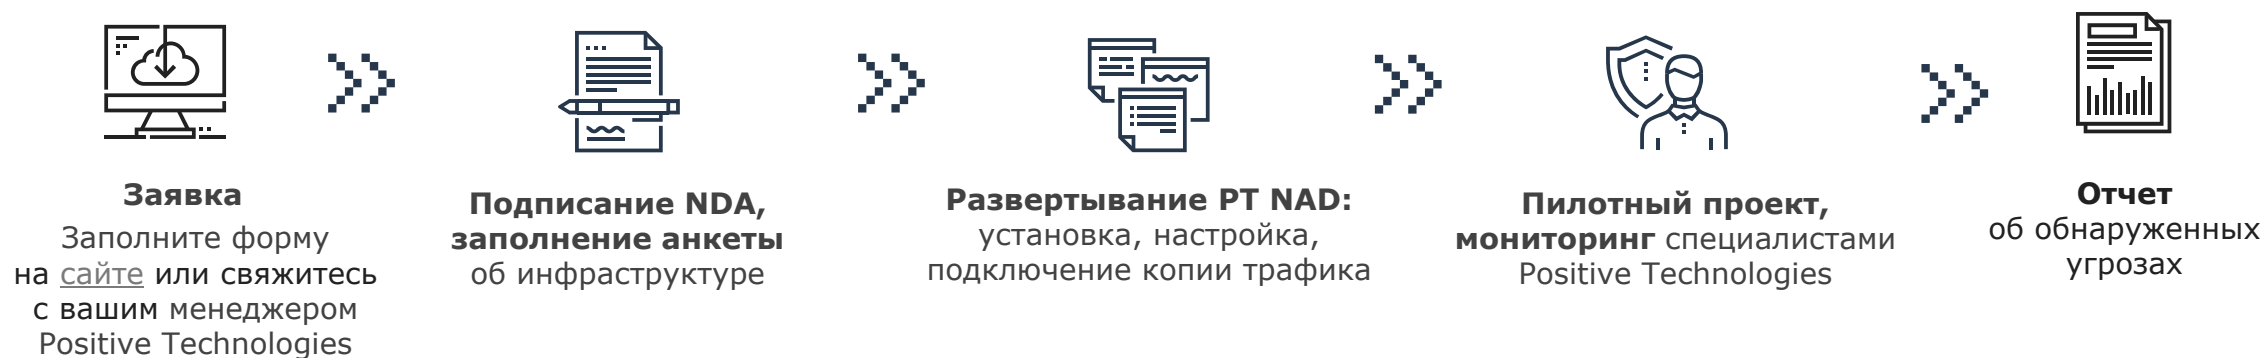 Заявка
Заполните форму
на сайте или свяжитесь
с вашим менеджером
Positive Technologies
Подписание NDA,
заполнение анкеты
об инфраструктуре
Развертывание PT NAD:
установка, настройка,
подключение копии трафика
Пилотный проект,
мониторинг специалистами
Positive Technologies
Отчет
об обнаруженных
угрозах